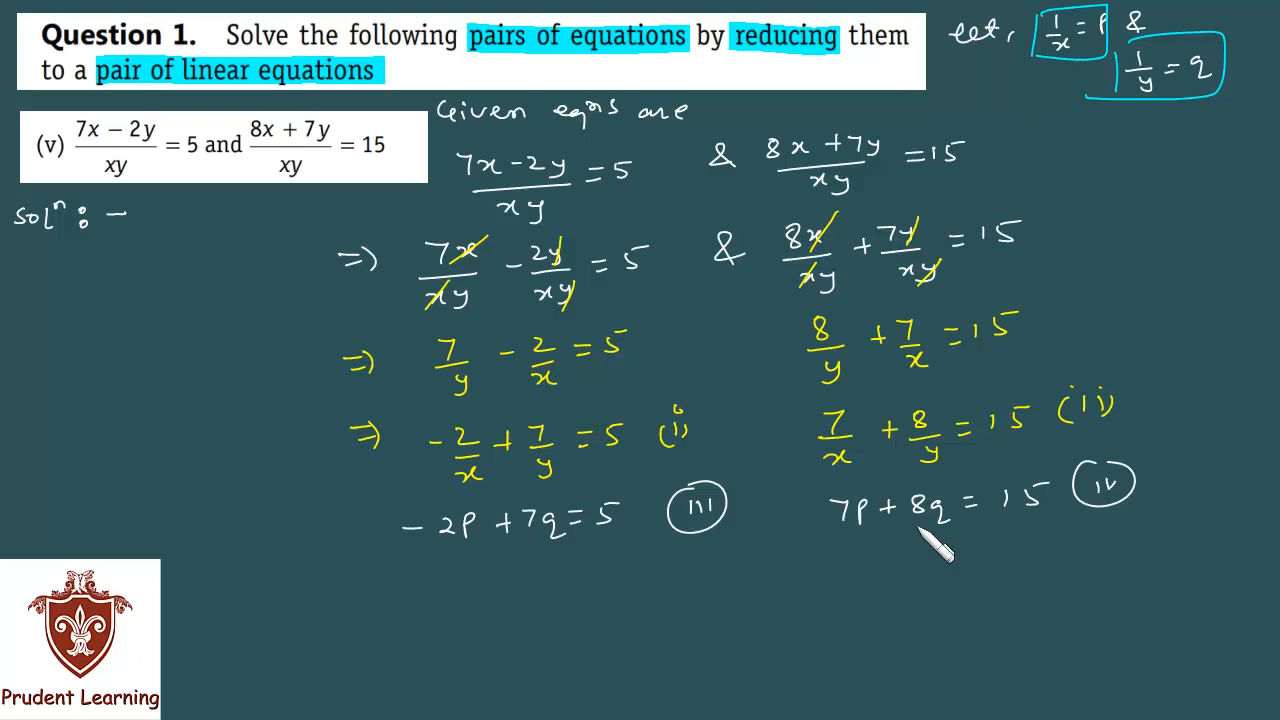 Question 1. Solve the following pairs of equations by reducing them
to a pair of linear equations
let, 1/x = p &
1/y = q
(v) (7x − 2y)/xy = 5 and (8x + 7y)/xy = 15
Given eqns are
(7x − 2y)/xy = 5 & (8x + 7y)/xy = 15
Solⁿ : −
=> 7x/xy − 2y/xy = 5 & 8x/xy + 7y/xy = 15
=> 7/y − 2/x = 5 8/y + 7/x = 15
=> −2/x + 7/y = 5 (i) 7/x + 8/y = 15 (ii)
−2p + 7q = 5 (iii) 7p + 8q = 15 (iv)
Prudent Learning